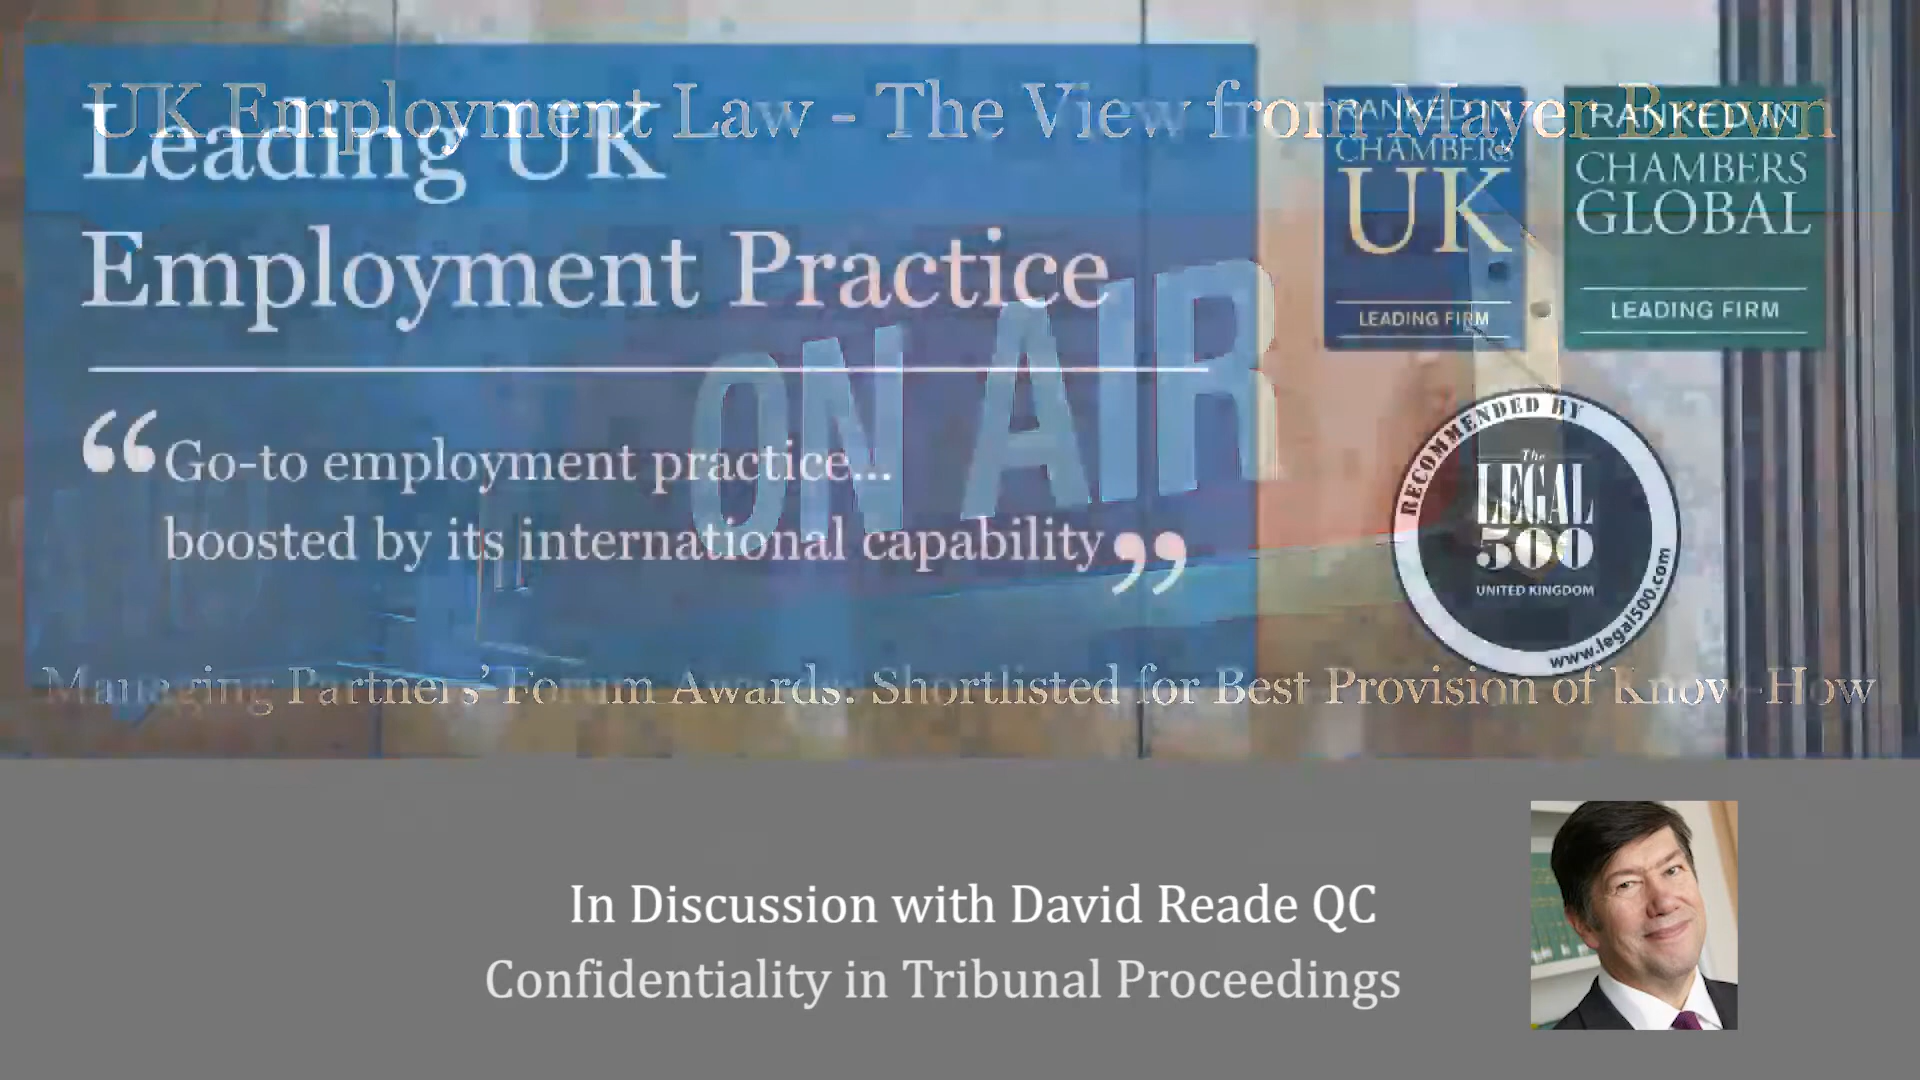 UK Employment Law - The View from Mayer Brown
Leading UK
Employment Practice
“Go-to employment practice...
boosted by its international capability”
ON AIR
RANKED IN
CHAMBERS
UK
LEADING FIRM
RANKED IN
CHAMBERS
GLOBAL
LEADING FIRM
RECOMMENDED BY
The
LEGAL
500
UNITED KINGDOM
www.legal500.com
Managing Partners’ Forum Awards. Shortlisted for Best Provision of Know-How
In Discussion with David Reade QC
Confidentiality in Tribunal Proceedings